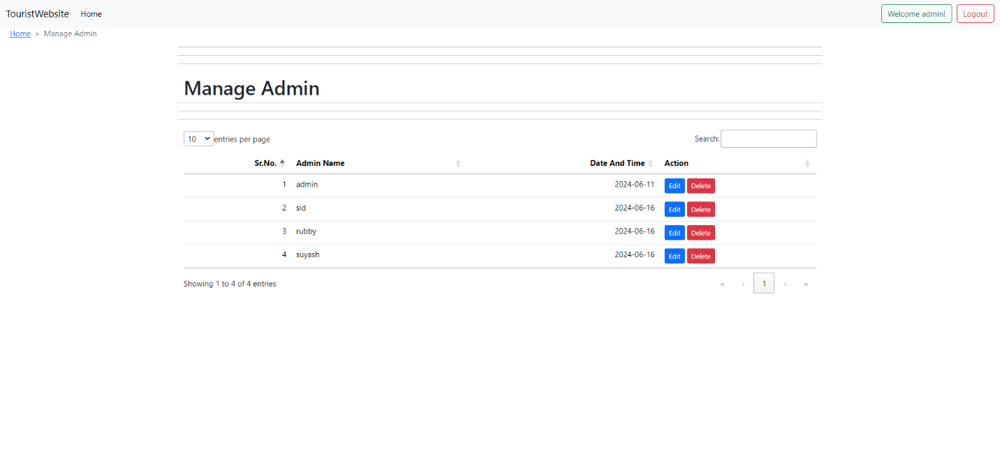 TouristWebsite Home Welcome admin! Logout
Home > Manage Admin
Manage Admin
10 entries per page Search:
Sr.No. Admin Name Date And Time Action
1 admin 2024-06-11 Edit Delete
2 sid 2024-06-16 Edit Delete
3 rubby 2024-06-16 Edit Delete
4 suyash 2024-06-16 Edit Delete
Showing 1 to 4 of 4 entries « ‹ 1 › »